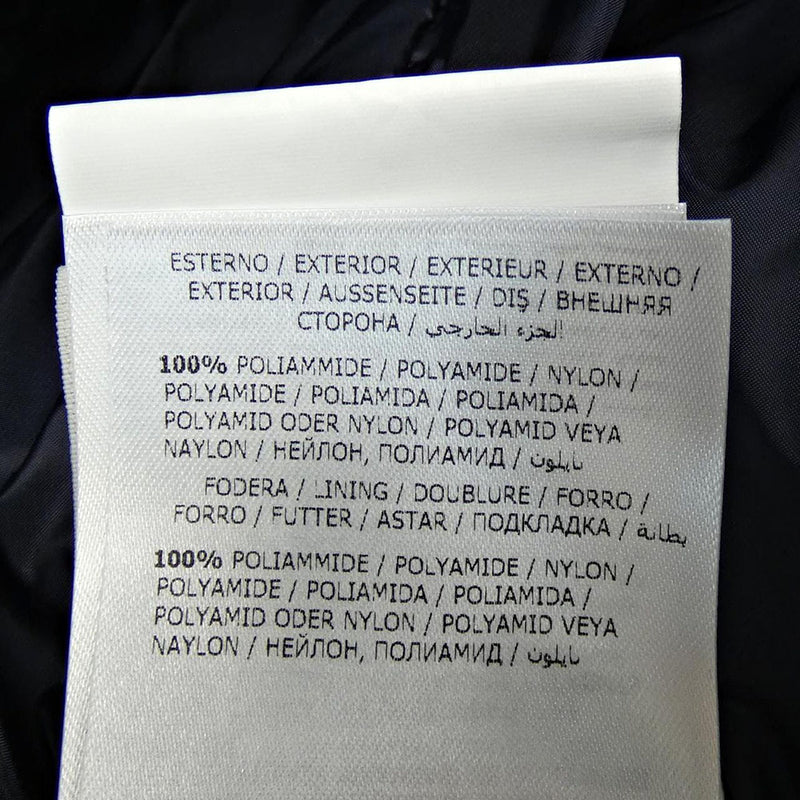 ESTERNO / EXTERIOR / EXTERIEUR / EXTERNO /
EXTERIOR / AUSSENSEITE / DIŞ / ВНЕШНЯЯ
СТОРОНА / الجزء الخارجي
100% POLIAMMIDE / POLYAMIDE / NYLON /
POLYAMIDE / POLIAMIDA / POLIAMIDA /
POLYAMID ODER NYLON / POLYAMID VEYA
NAYLON / НЕЙЛОН, ПОЛИАМИД / نايلون
FODERA / LINING / DOUBLURE / FORRO /
FORRO / FUTTER / ASTAR / ПОДКЛАДКА / بطانة
100% POLIAMMIDE / POLYAMIDE / NYLON /
POLYAMIDE / POLIAMIDA / POLIAMIDA /
POLYAMID ODER NYLON / POLYAMID VEYA
NAYLON / НЕЙЛОН, ПОЛИАМИД / نايلون